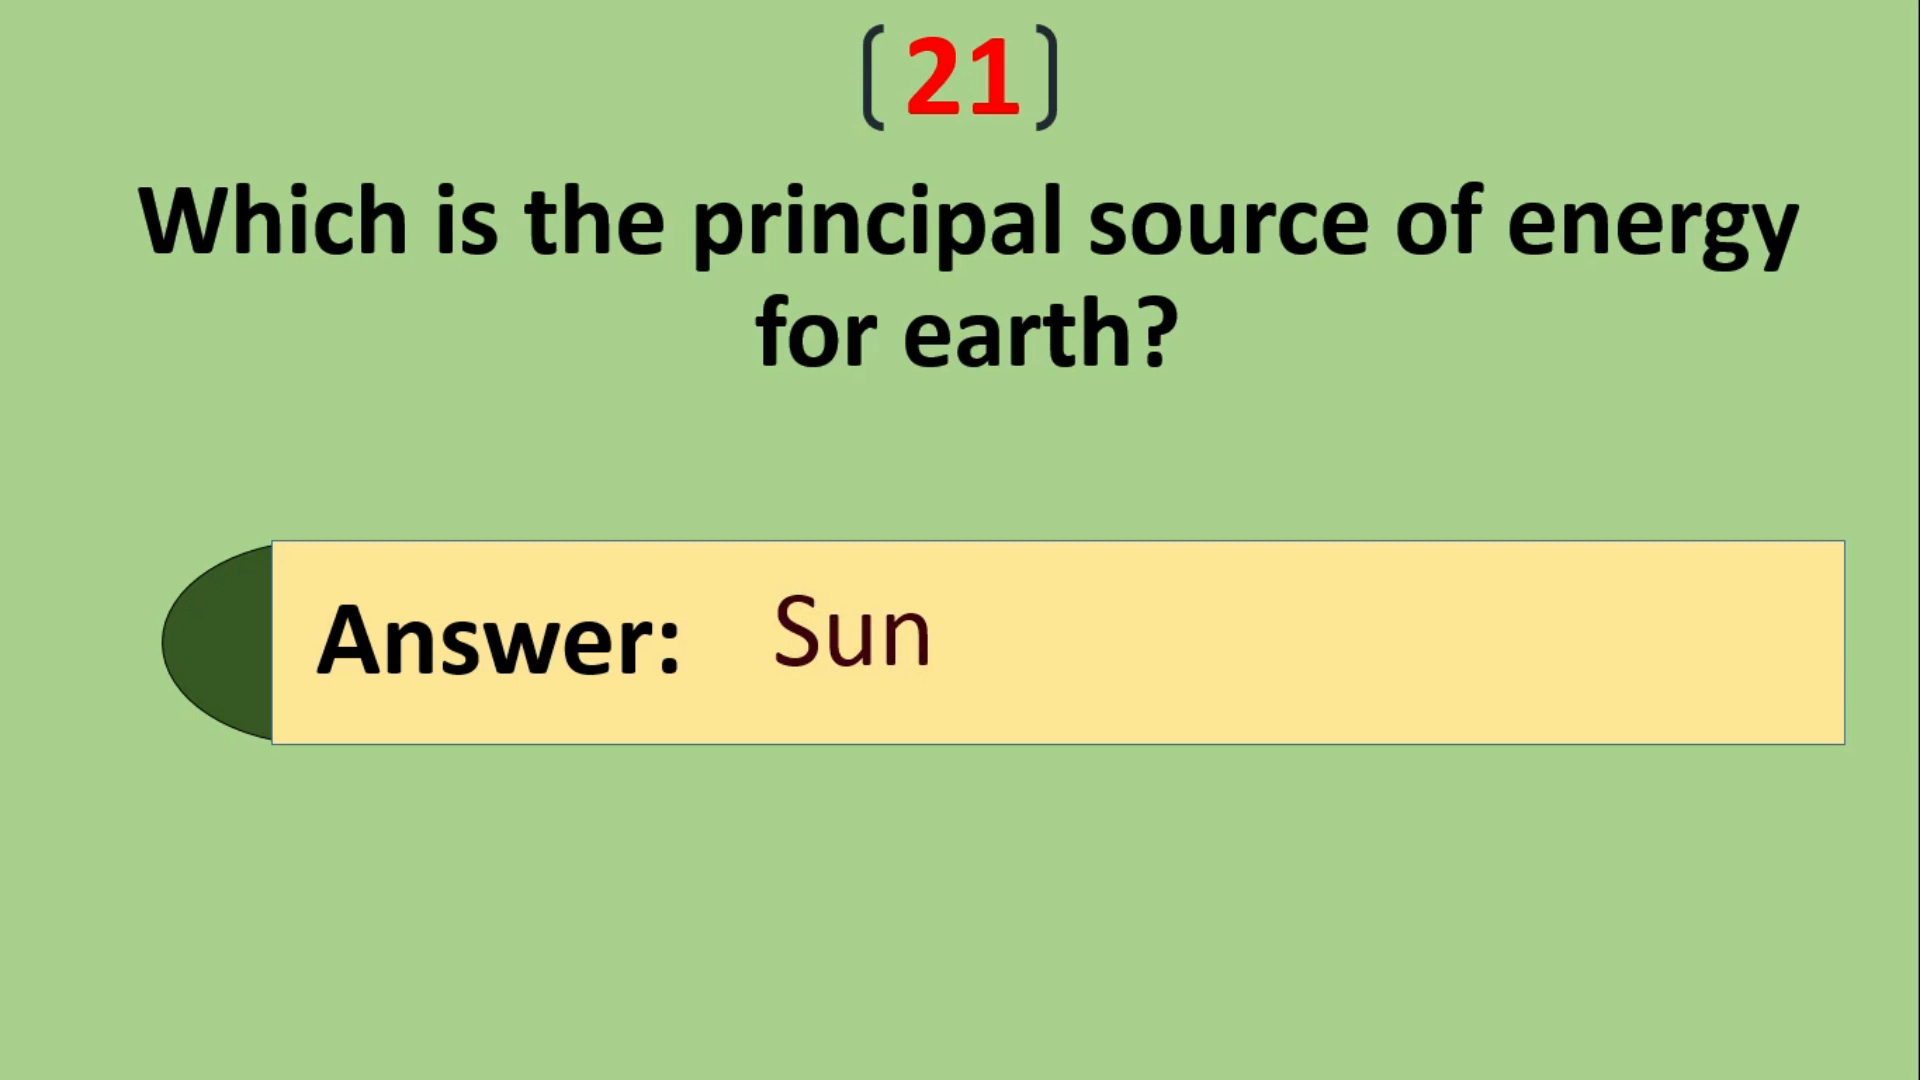 (21)
Which is the principal source of energy
for earth?
Answer: Sun